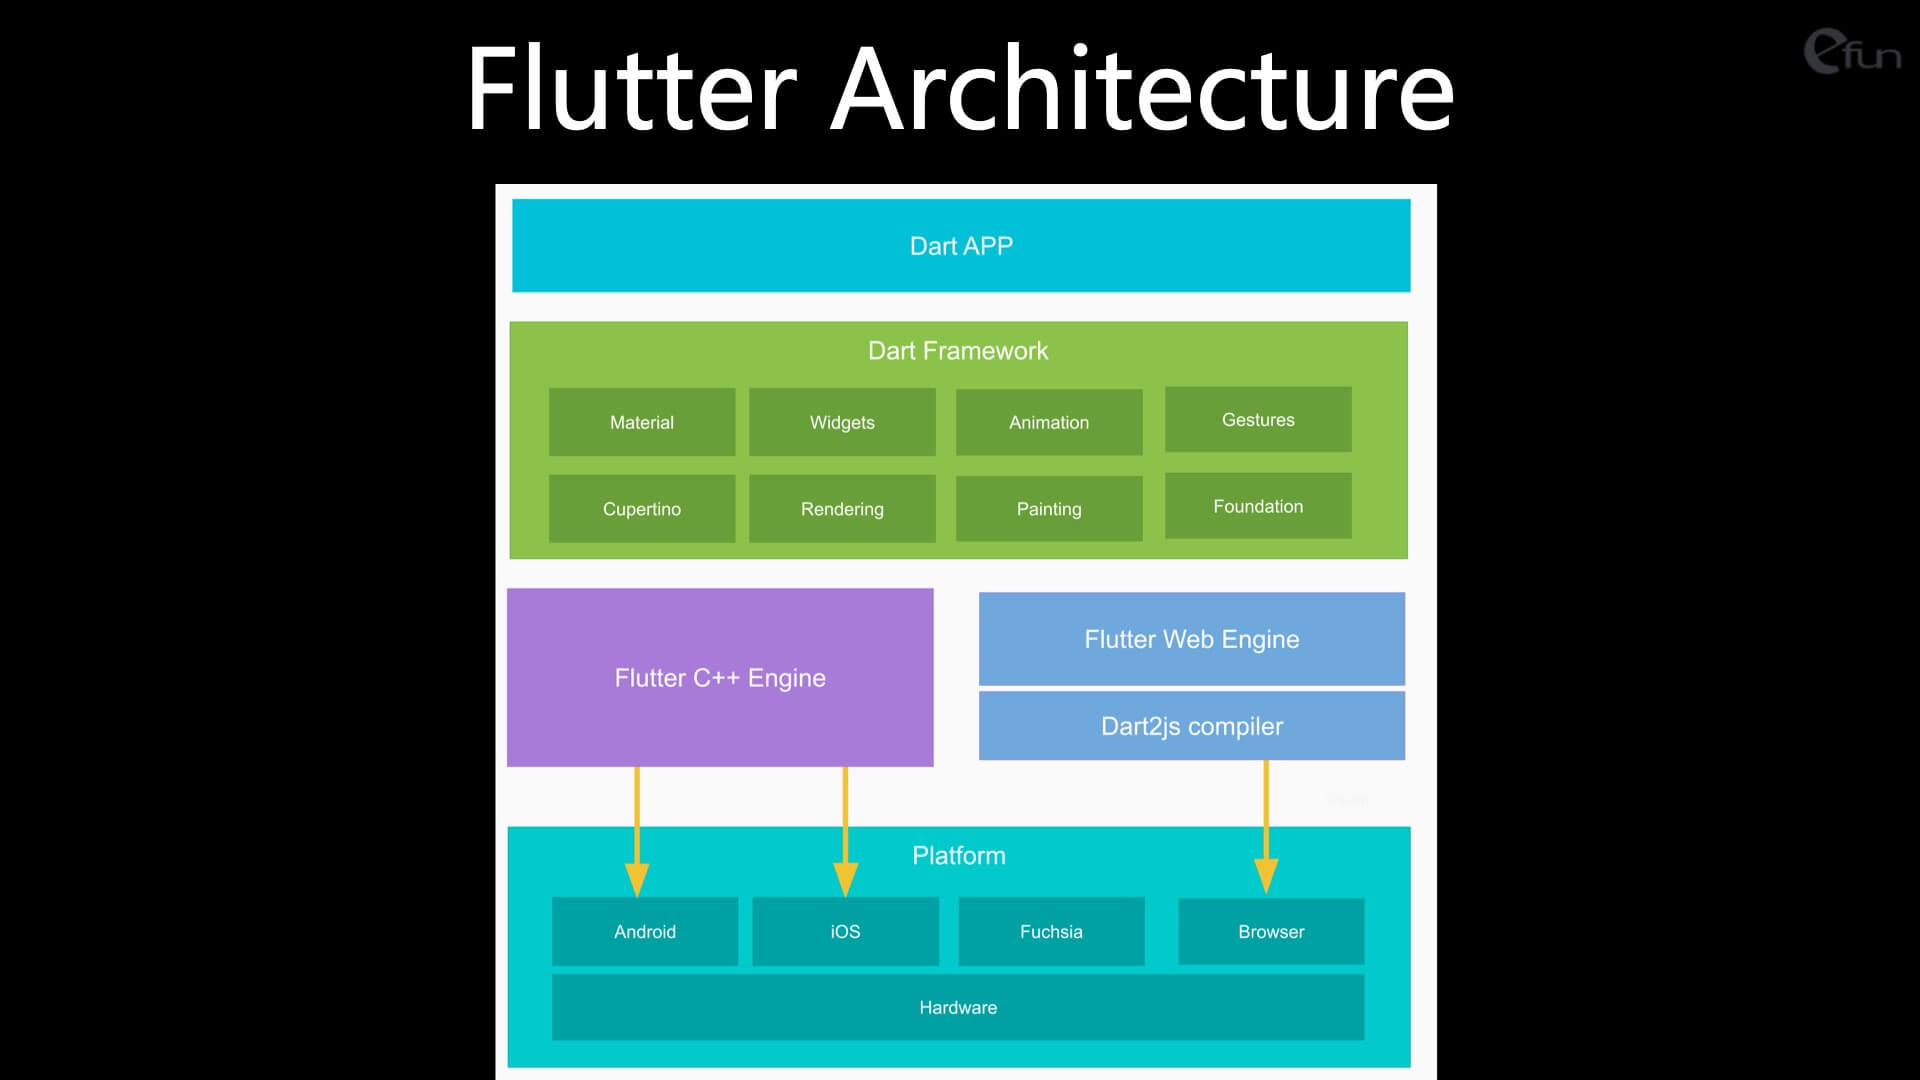 Flutter Architecture
efun
Dart APP
Dart Framework
Material
Widgets
Animation
Gestures
Cupertino
Rendering
Painting
Foundation
Flutter C++ Engine
Flutter Web Engine
Dart2js compiler
Platform
Android
iOS
Fuchsia
Browser
Hardware